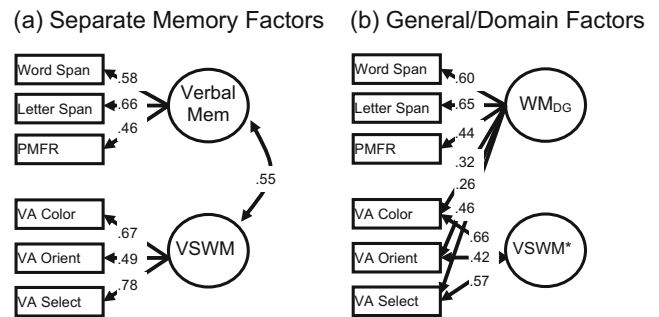 (a) Separate Memory Factors
Word Span
.58
Letter Span
.66
PMFR
.46
Verbal
Mem
.55
VA Color
.67
VA Orient
.49
VA Select
.78
VSWM
(b) General/Domain Factors
Word Span
.60
Letter Span
.65
PMFR
.44
WMDG
.32
.26
.46
VA Color
.66
VA Orient
.42
VA Select
.57
VSWM*